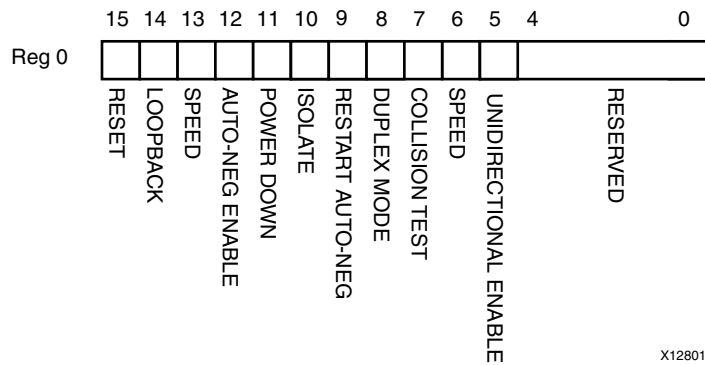 15 14 13 12 11 10 9 8 7 6 5 4 0
Reg 0
RESET
LOOPBACK
SPEED
AUTO-NEG ENABLE
POWER DOWN
ISOLATE
RESTART AUTO-NEG
DUPLEX MODE
COLLISION TEST
SPEED
UNIDIRECTIONAL ENABLE
RESERVED
X12801